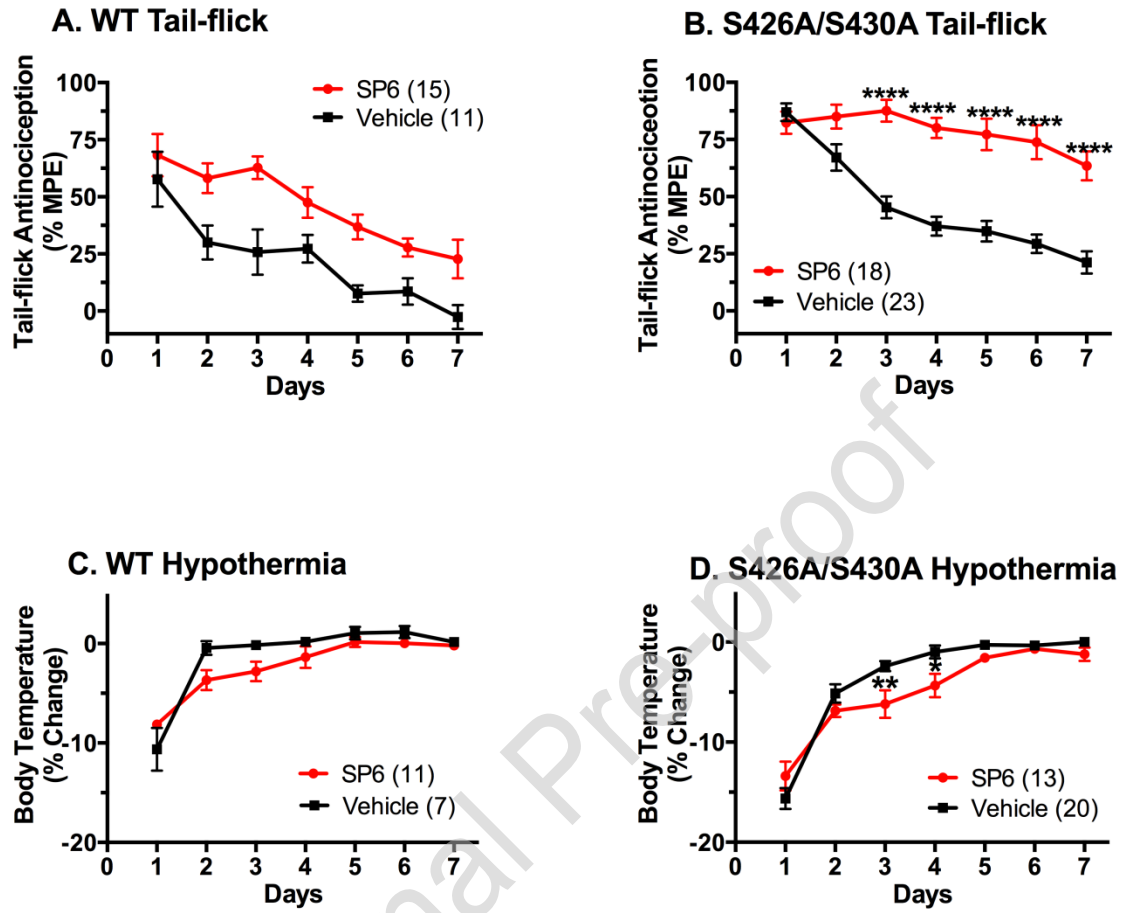 A. WT Tail-flick
Tail-flick Antinociception
(% MPE)
100
75
50
25
0
SP6 (15)
Vehicle (11)
0 1 2 3 4 5 6 7
Days
B. S426A/S430A Tail-flick
Tail-flick Antinociceotion
(% MPE)
100
75
50
25
0
**** **** **** **** ****
SP6 (18)
Vehicle (23)
0 1 2 3 4 5 6 7
Days
C. WT Hypothermia
Body Temperature
(% Change)
0
-10
-20
SP6 (11)
Vehicle (7)
0 1 2 3 4 5 6 7
Days
D. S426A/S430A Hypothermia
Body Temperature
(% Change)
0
-10
-20
** *
SP6 (13)
Vehicle (20)
0 1 2 3 4 5 6 7
Days
nal Pre-proof